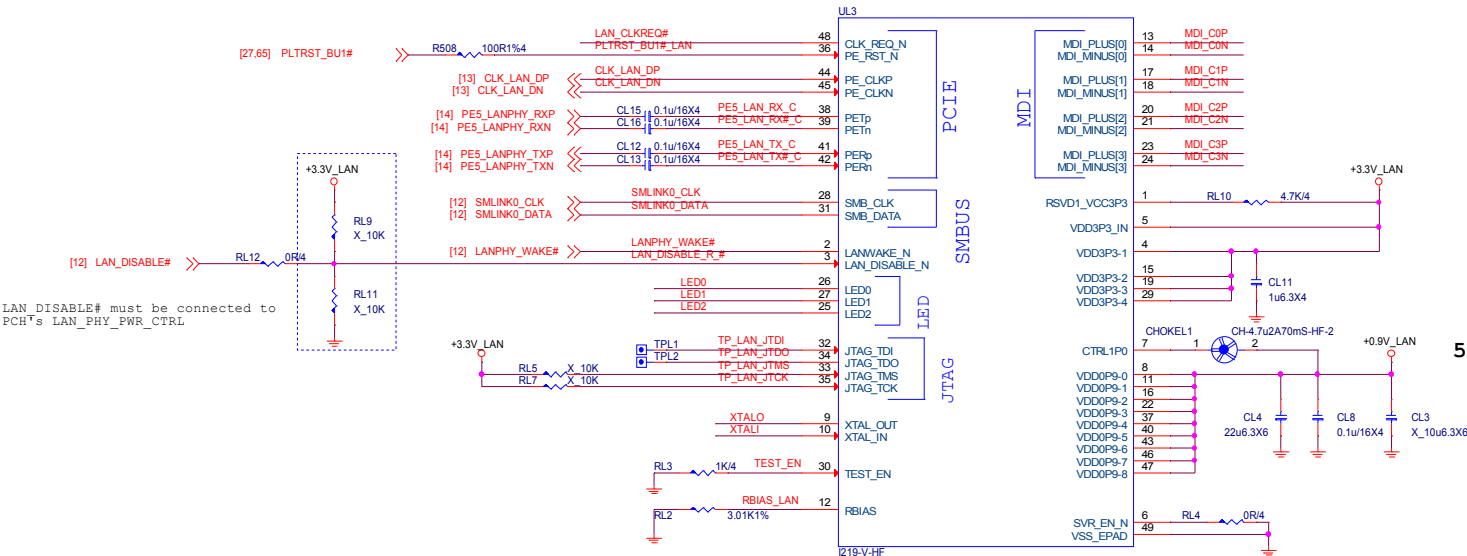 UL3
[27,65] PLTRST_BU1#
R508 100R1%4
LAN_CLKREQ# 48 CLK_REQ_N
PLTRST_BU1#_LAN 36 PE_RST_N
[13] CLK_LAN_DP CLK_LAN_DP 44 PE_CLKP
[13] CLK_LAN_DN CLK_LAN_DN 45 PE_CLKN
[14] PE5_LANPHY_RXP CL15 0.1u/16X4 PE5_LAN_RX_C 38 PETp
[14] PE5_LANPHY_RXN CL16 0.1u/16X4 PE5_LAN_RX#_C 39 PETn
[14] PE5_LANPHY_TXP CL12 0.1u/16X4 PE5_LAN_TX_C 41 PERp
[14] PE5_LANPHY_TXN CL13 0.1u/16X4 PE5_LAN_TX#_C 42 PERn
PCIE
[12] SMLINK0_CLK SMLINK0_CLK 28 SMB_CLK
[12] SMLINK0_DATA SMLINK0_DATA 31 SMB_DATA
SMBUS
+3.3V_LAN
RL9
X_10K
[12] LANPHY_WAKE# LANPHY_WAKE# 2 LANWAKE_N
[12] LAN_DISABLE# RL12 0R/4 LAN_DISABLE_R_# 3 LAN_DISABLE_N
RL11
X_10K
LAN_DISABLE# must be connected to
PCH's LAN_PHY_PWR_CTRL
LED0 26 LED0
LED1 27 LED1
LED2 25 LED2
LED
+3.3V_LAN
TPL1 TP_LAN_JTDI 32 JTAG_TDI
TPL2 TP_LAN_JTDO 34 JTAG_TDO
RL5 X_10K TP_LAN_JTMS 33 JTAG_TMS
RL7 X_10K TP_LAN_JTCK 35 JTAG_TCK
JTAG
XTALO 9 XTAL_OUT
XTALI 10 XTAL_IN
RL3 1K/4 TEST_EN 30 TEST_EN
RBIAS_LAN 12 RBIAS
RL2 3.01K1%
I219-V-HF
MDI
MDI_PLUS[0] 13 MDI_C0P
MDI_MINUS[0] 14 MDI_C0N
MDI_PLUS[1] 17 MDI_C1P
MDI_MINUS[1] 18 MDI_C1N
MDI_PLUS[2] 20 MDI_C2P
MDI_MINUS[2] 21 MDI_C2N
MDI_PLUS[3] 23 MDI_C3P
MDI_MINUS[3] 24 MDI_C3N
+3.3V_LAN
RSVD1_VCC3P3 1 RL10 4.7K/4
VDD3P3_IN 5
VDD3P3-1 4
VDD3P3-2 15
VDD3P3-3 19
VDD3P3-4 29
CL11
1u6.3X4
CHOKEL1 CH-4.7u2A70mS-HF-2
CTRL1P0 7 1 2
+0.9V_LAN
5
VDD0P9-0 8
VDD0P9-1 11
VDD0P9-2 16
VDD0P9-3 22
VDD0P9-4 37
VDD0P9-5 40
VDD0P9-6 43
VDD0P9-7 46
VDD0P9-8 47
CL4 CL8 CL3
22u6.3X6 0.1u/16X4 X_10u6.3X6
SVR_EN_N 6 RL4 0R/4
VSS_EPAD 49